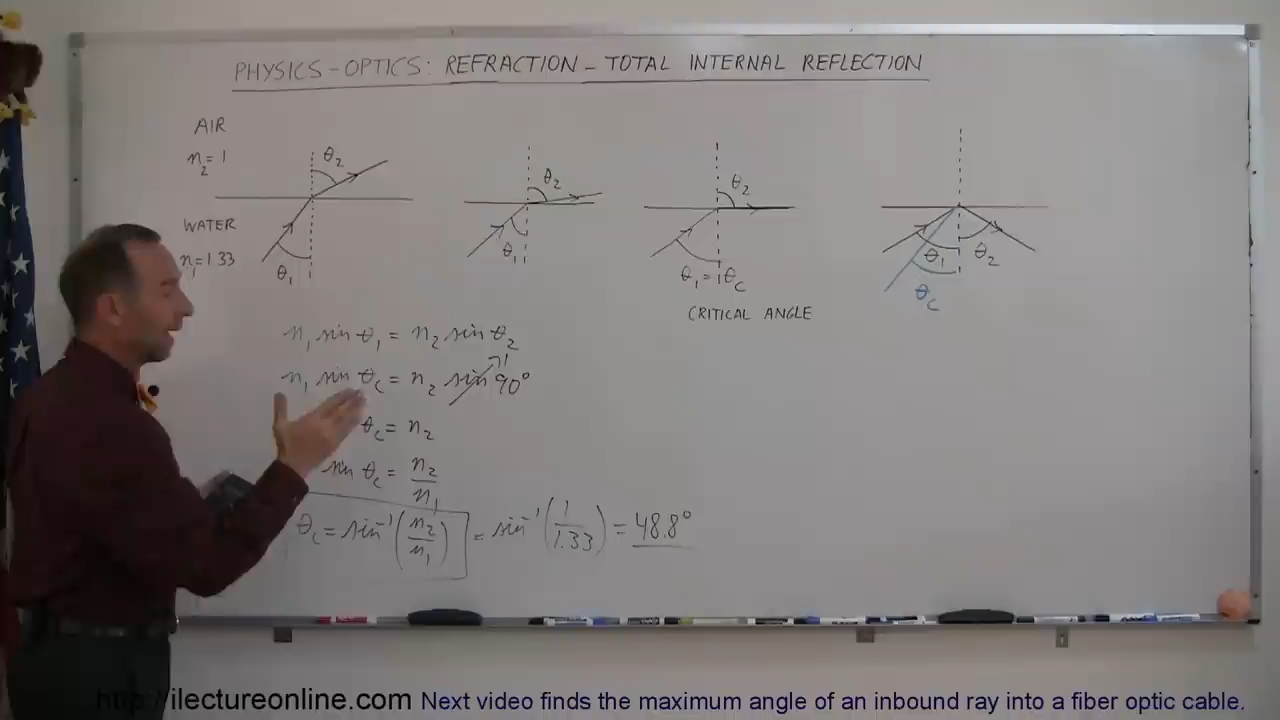 PHYSICS-OPTICS: REFRACTION - TOTAL INTERNAL REFLECTION
AIR
n₂ = 1
WATER
n₁ = 1.33
θ₂
θ₁
θ₂
θ₁
θ₂
θ₁ = θc
CRITICAL ANGLE
θ₁
θ₂
θc
n₁ sin θ₁ = n₂ sin θ₂
n₁ sin θc = n₂ sin 90° 1
θc = n₂
sin θc = n₂/n₁
θc = sin⁻¹(n₂/n₁) = sin⁻¹(1/1.33) = 48.8°
http://ilectureonline.com Next video finds the maximum angle of an inbound ray into a fiber optic cable.